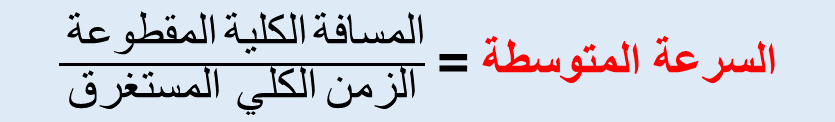 السرعة المتوسطة =
المسافة الكلية المقطوعة
الزمن الكلي المستغرق